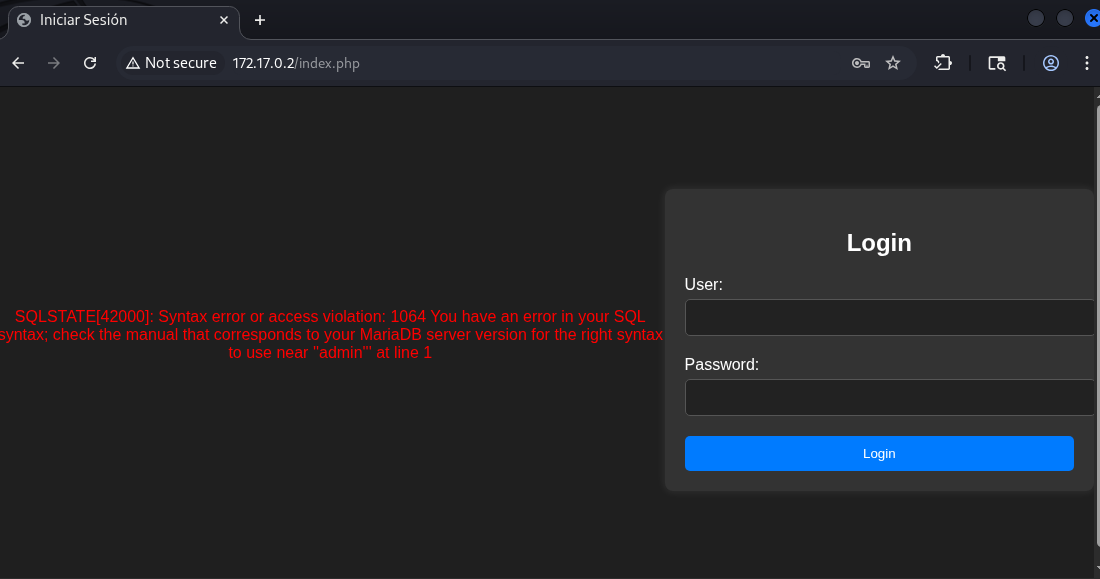 Iniciar Sesión
Not secure 172.17.0.2/index.php
SQLSTATE[42000]: Syntax error or access violation: 1064 You have an error in your SQL
syntax; check the manual that corresponds to your MariaDB server version for the right syntax
to use near "admin"' at line 1
Login
User:
Password:
Login